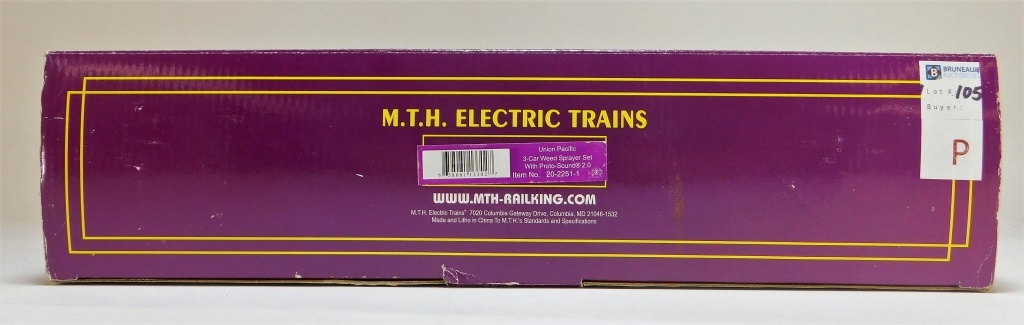 M.T.H. ELECTRIC TRAINS
Union Pacific
3-Car Weed Sprayer Set
With Proto-Sound® 2.0
Item No. 20-2251-1
WWW.MTH-RAILKING.COM
M.T.H. Electric Trains® 7020 Columbia Gateway Drive, Columbia, MD 21046-1532
Made and Litho in China To M.T.H.'s Standards and Specifications
B BRUNEAU&
Lot # 105
Buyer:
P